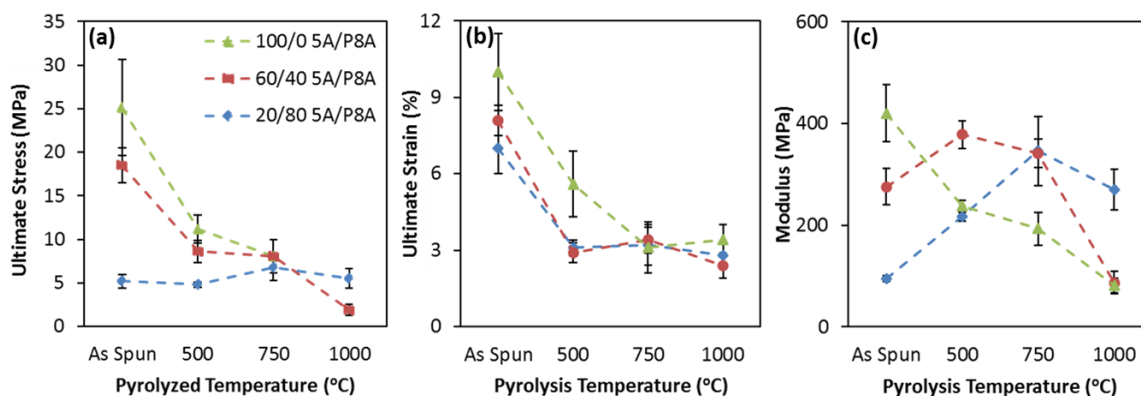 (a)
100/0 5A/P8A
60/40 5A/P8A
20/80 5A/P8A
Ultimate Stress (MPa)
35
30
25
20
15
10
5
0
As Spun 500 750 1000
Pyrolyzed Temperature (°C)
(b)
Ultimate Strain (%)
12
9
6
3
0
As Spun 500 750 1000
Pyrolysis Temperature (°C)
(c)
Modulus (MPa)
600
400
200
0
As Spun 500 750 1000
Pyrolysis Temperature (°C)